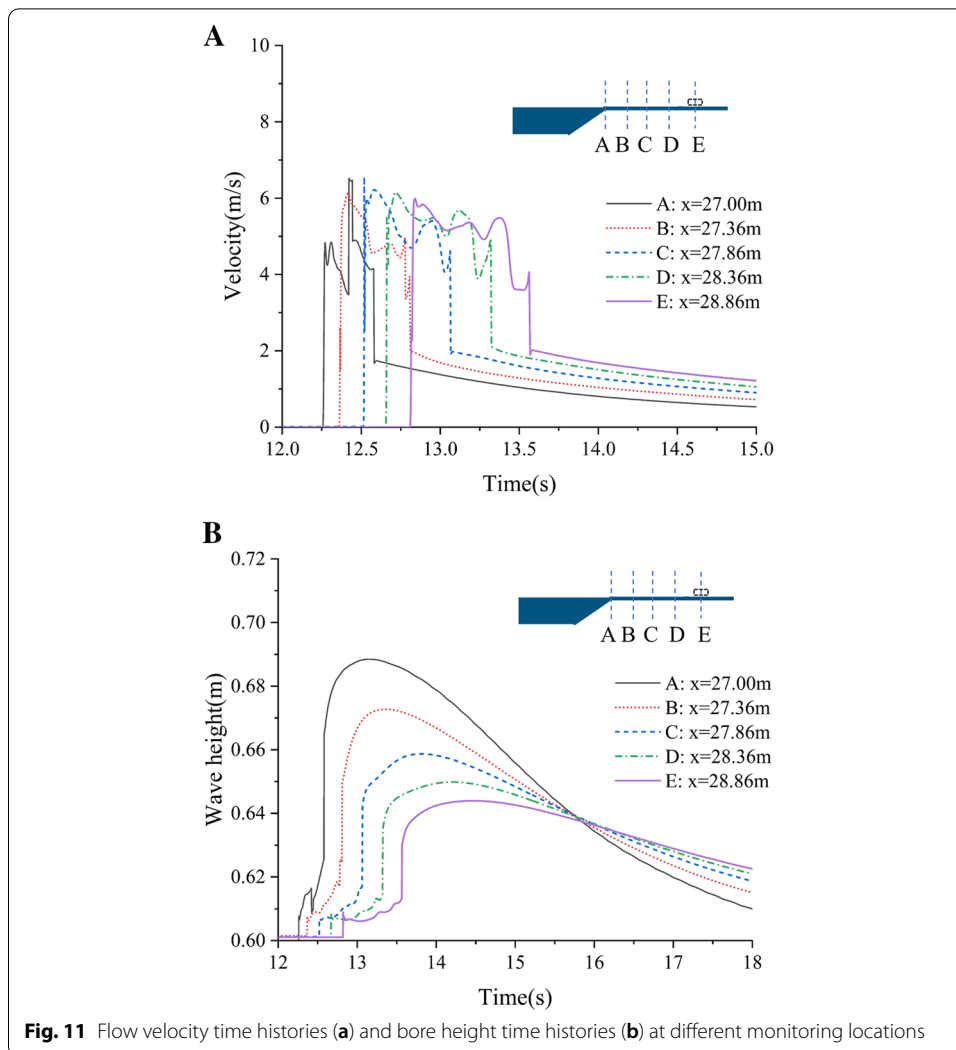 A
10
8
6
4
2
0
Velocity(m/s)
A B C D E
A: x=27.00m
B: x=27.36m
C: x=27.86m
D: x=28.36m
E: x=28.86m
12.0 12.5 13.0 13.5 14.0 14.5 15.0
Time(s)
B
0.72
0.70
0.68
0.66
0.64
0.62
0.60
Wave height(m)
A B C D E
A: x=27.00m
B: x=27.36m
C: x=27.86m
D: x=28.36m
E: x=28.86m
12 13 14 15 16 17 18
Time(s)
Fig. 11 Flow velocity time histories (a) and bore height time histories (b) at different monitoring locations